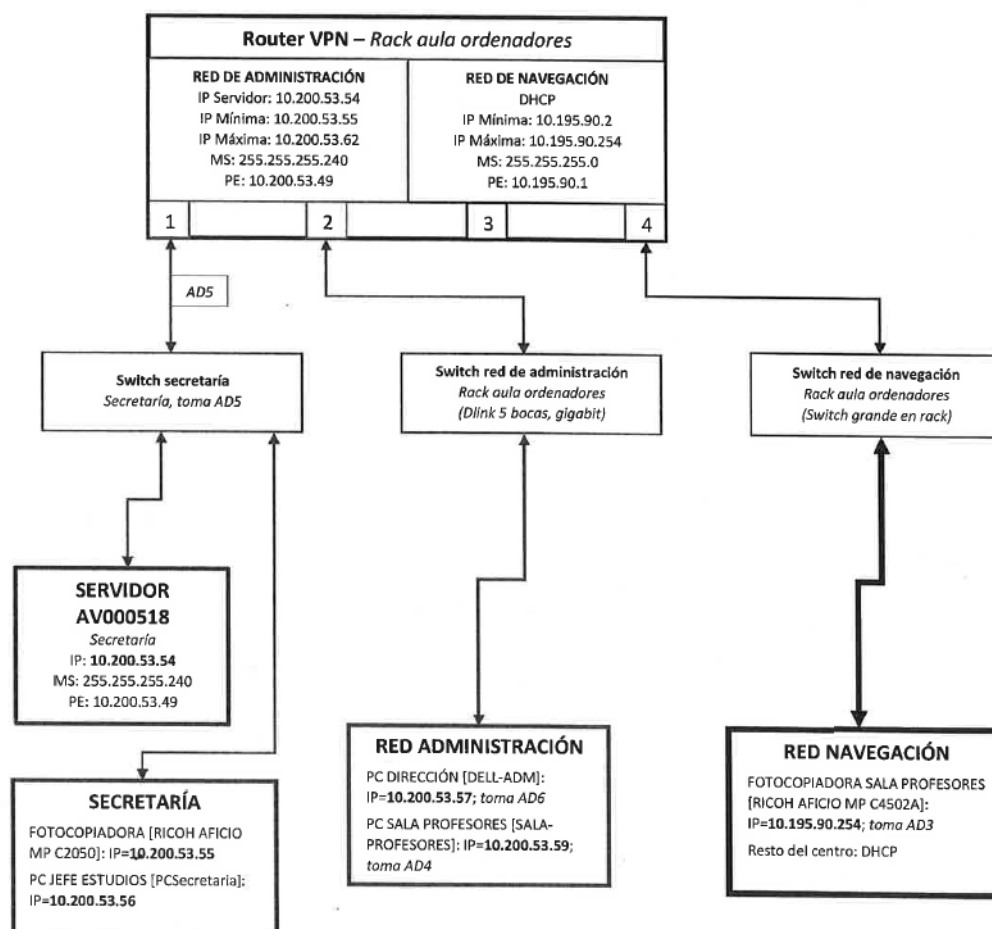 Router VPN – Rack aula ordenadores
RED DE ADMINISTRACIÓN
IP Servidor: 10.200.53.54
IP Mínima: 10.200.53.55
IP Máxima: 10.200.53.62
MS: 255.255.255.240
PE: 10.200.53.49
RED DE NAVEGACIÓN
DHCP
IP Mínima: 10.195.90.2
IP Máxima: 10.195.90.254
MS: 255.255.255.0
PE: 10.195.90.1
1
2
3
4
AD5
Switch secretaría
Secretaría, toma AD5
Switch red de administración
Rack aula ordenadores
(Dlink 5 bocas, gigabit)
Switch red de navegación
Rack aula ordenadores
(Switch grande en rack)
SERVIDOR
AV000518
Secretaría
IP: 10.200.53.54
MS: 255.255.255.240
PE: 10.200.53.49
SECRETARÍA
FOTOCOPIADORA [RICOH AFICIO
MP C2050]: IP=10.200.53.55
PC JEFE ESTUDIOS [PCSecretaria]:
IP=10.200.53.56
RED ADMINISTRACIÓN
PC DIRECCIÓN [DELL-ADM]:
IP=10.200.53.57; toma AD6
PC SALA PROFESORES [SALA-
PROFESORES]: IP=10.200.53.59;
toma AD4
RED NAVEGACIÓN
FOTOCOPIADORA SALA PROFESORES
[RICOH AFICIO MP C4502A]:
IP=10.195.90.254; toma AD3
Resto del centro: DHCP